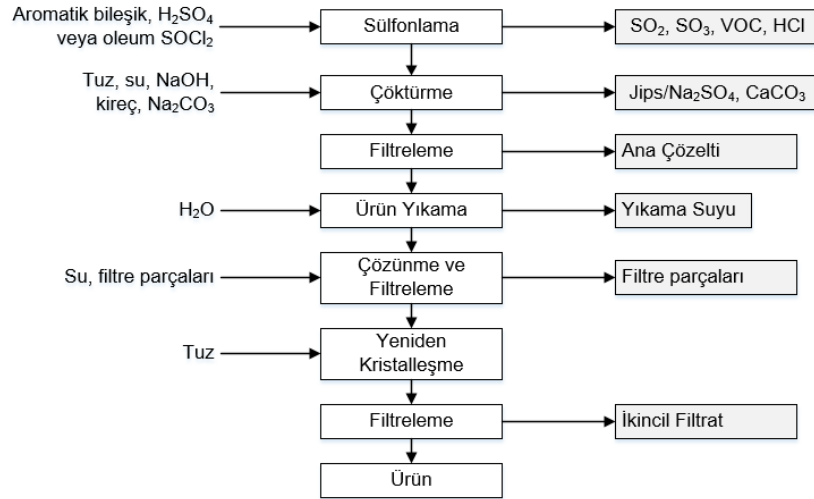 Aromatik bileşik, H₂SO₄
veya oleum SOCl₂
Sülfonlama
SO₂, SO₃, VOC, HCl
Tuz, su, NaOH,
kireç, Na₂CO₃
Çöktürme
Jips/Na₂SO₄, CaCO₃
Filtreleme
Ana Çözelti
H₂O
Ürün Yıkama
Yıkama Suyu
Su, filtre parçaları
Çözünme ve
Filtreleme
Filtre parçaları
Tuz
Yeniden
Kristalleşme
Filtreleme
İkincil Filtrat
Ürün